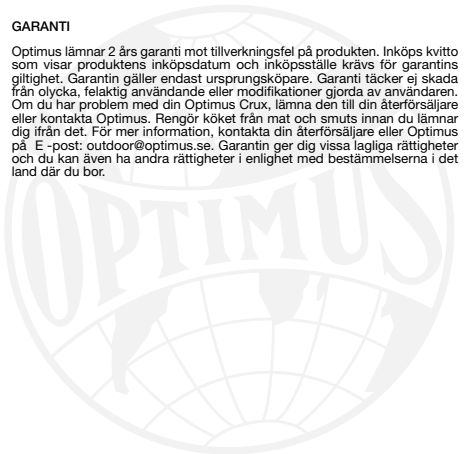 GARANTI
Optimus lämnar 2 års garanti mot tillverkningsfel på produkten. Inköps kvitto
som visar produktens inköpsdatum och inköpsställe krävs för garantins
giltighet. Garantin gäller endast ursprungsköpare. Garanti täcker ej skada
från olycka, felaktig användande eller modifikationer gjorda av användaren.
Om du har problem med din Optimus Crux, lämna den till din återförsäljare
eller kontakta Optimus. Rengör köket från mat och smuts innan du lämnar
dig ifrån det. För mer information, kontakta din återförsäljare eller Optimus
på E -post: outdoor@optimus.se. Garantin ger dig vissa lagliga rättigheter
och du kan även ha andra rättigheter i enlighet med bestämmelserna i det
land där du bor.
OPTIMUS